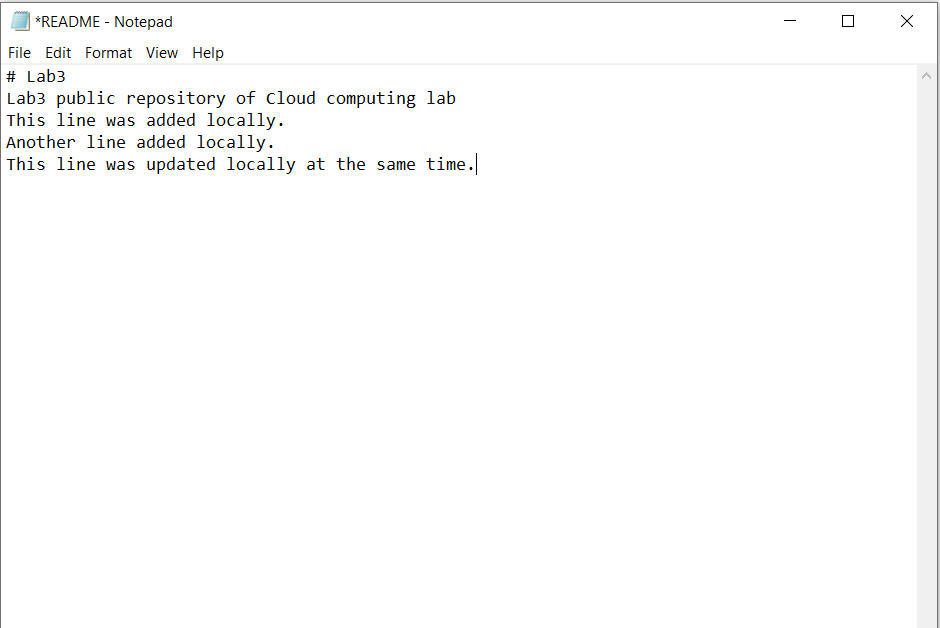 *README - Notepad
File Edit Format View Help
# Lab3
Lab3 public repository of Cloud computing lab
This line was added locally.
Another line added locally.
This line was updated locally at the same time.